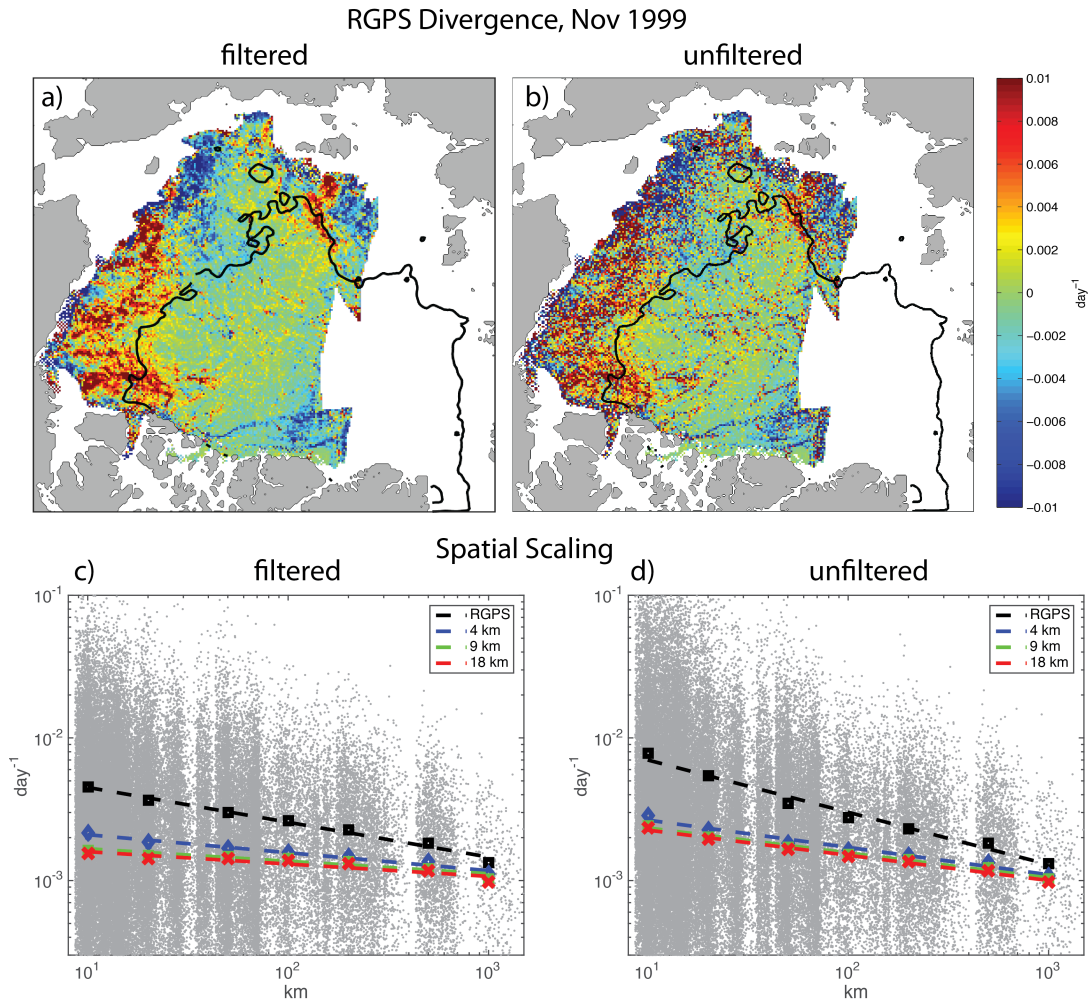 RGPS Divergence, Nov 1999
filtered
unfiltered
a)
b)
0.01
0.008
0.006
0.004
0.002
0
−0.002
−0.004
−0.006
−0.008
−0.01
day⁻¹
Spatial Scaling
c)
filtered
d)
unfiltered
10⁻¹
10⁻²
10⁻³
day⁻¹
10¹
10²
10³
km
RGPS
4 km
9 km
18 km
10⁻¹
10⁻²
10⁻³
day⁻¹
10¹
10²
10³
km
RGPS
4 km
9 km
18 km